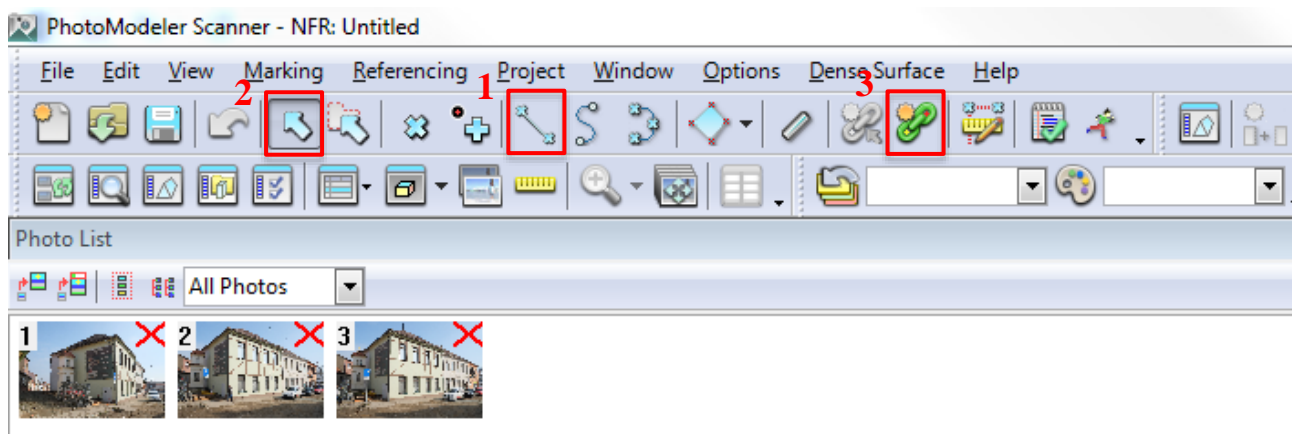 PhotoModeler Scanner - NFR: Untitled
File Edit View Marking Referencing Project Window Options Dense Surface Help
2 1 3
Photo List
All Photos
1 2 3